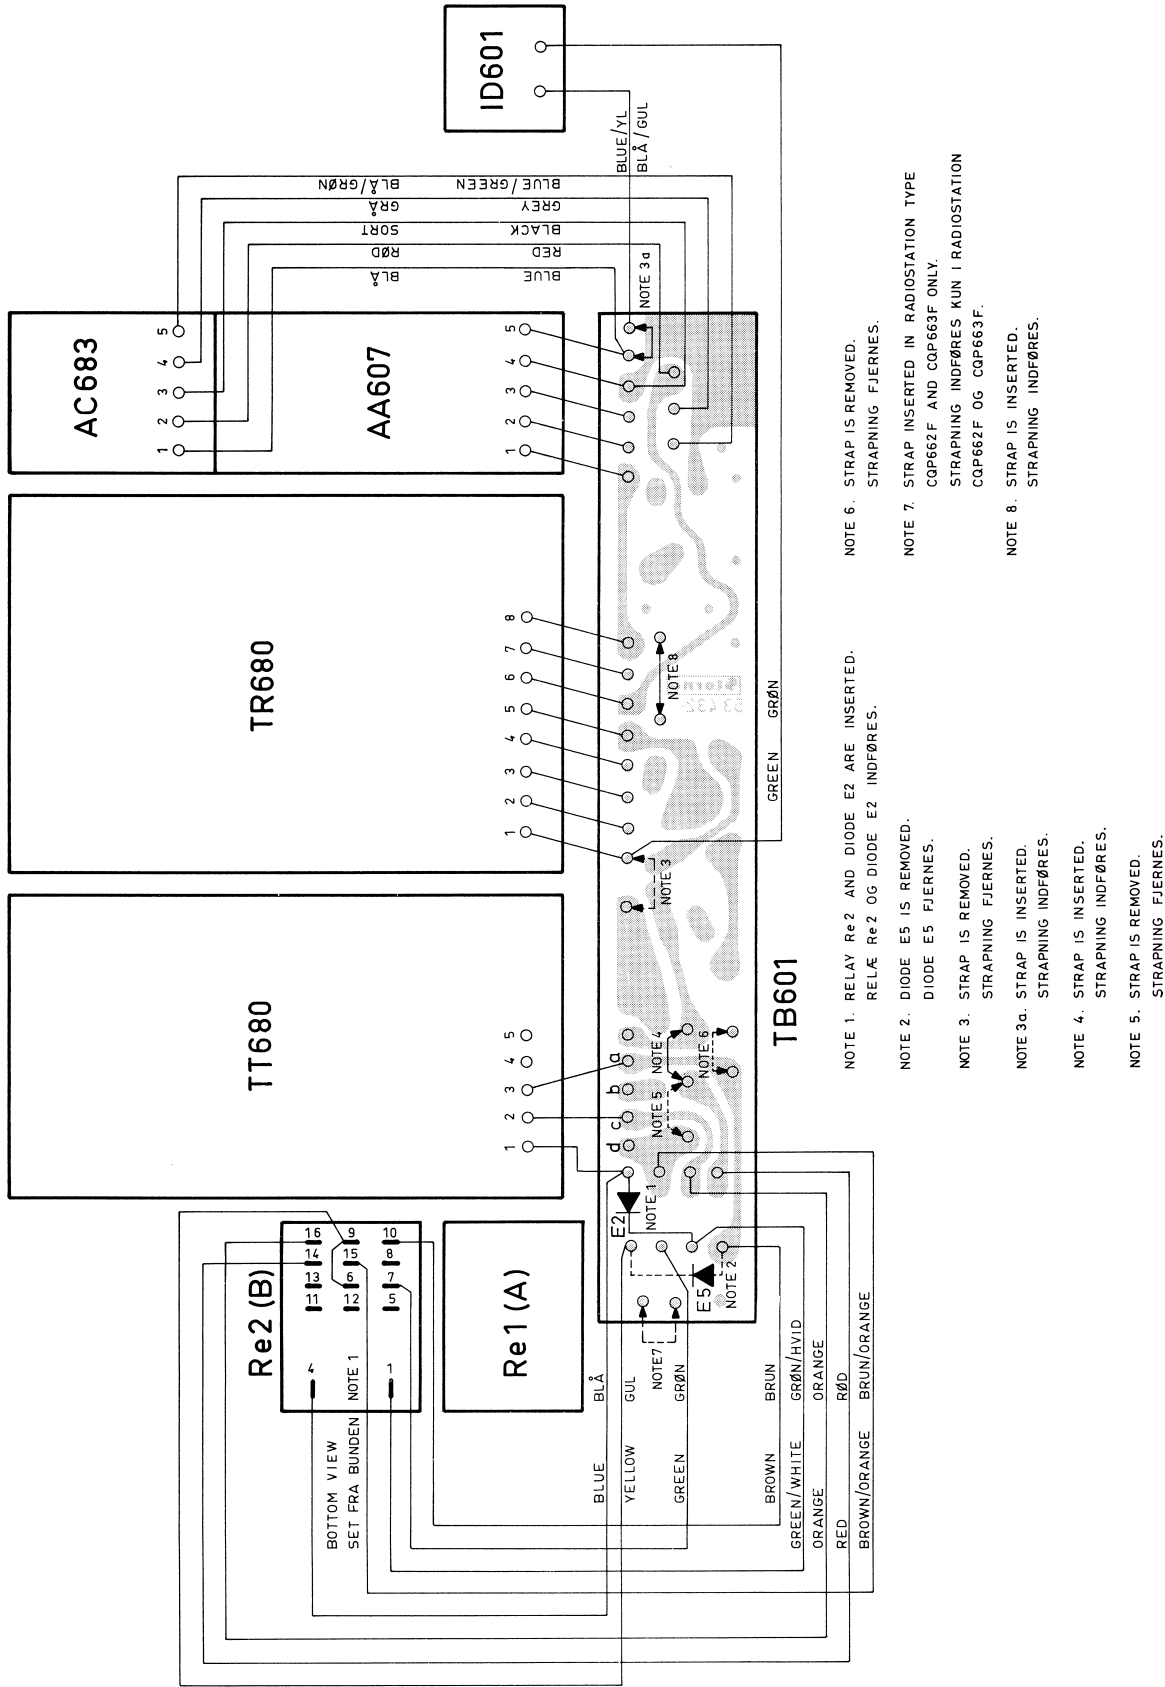 ID601
AC683
1 2 3 4 5
AA607
1 2 3 4 5
BLÅ/GRØN BLUE/GREEN
GRÅ GREY
SORT BLACK
RØD RED
BLÅ BLUE
BLUE/YL
BLÅ/GUL
NOTE 3a
TR680
1 2 3 4 5 6 7 8
TT680
1 2 3 4 5
Re2 (B)
16 9 10
14 15 8
13 6 7
11 12 5
4 NOTE 1 1
BOTTOM VIEW
SET FRA BUNDEN
Re1 (A)
d c b a
E2
NOTE 1
E5
NOTE 2
NOTE 3
NOTE 4
NOTE 5
NOTE 6
NOTE7
NOTE 8
Storno
53 432
TB601
GREEN GRØN
BLUE BLÅ
YELLOW GUL
GREEN GRØN
BROWN BRUN
GREEN/WHITE GRØN/HVID
ORANGE ORANGE
RED RØD
BROWN/ORANGE BRUN/ORANGE
NOTE 1. RELAY Re2 AND DIODE E2 ARE INSERTED.
RELÆ Re2 OG DIODE E2 INDFØRES.
NOTE 2. DIODE E5 IS REMOVED.
DIODE E5 FJERNES.
NOTE 3. STRAP IS REMOVED.
STRAPNING FJERNES.
NOTE 3a. STRAP IS INSERTED.
STRAPNING INDFØRES.
NOTE 4. STRAP IS INSERTED.
STRAPNING INDFØRES.
NOTE 5. STRAP IS REMOVED.
STRAPNING FJERNES.
NOTE 6. STRAP IS REMOVED.
STRAPNING FJERNES.
NOTE 7. STRAP INSERTED IN RADIOSTATION TYPE
CQP662F AND CQP663F ONLY.
STRAPNING INDFØRES KUN I RADIOSTATION
CQP662F OG CQP663F.
NOTE 8. STRAP IS INSERTED.
STRAPNING INDFØRES.